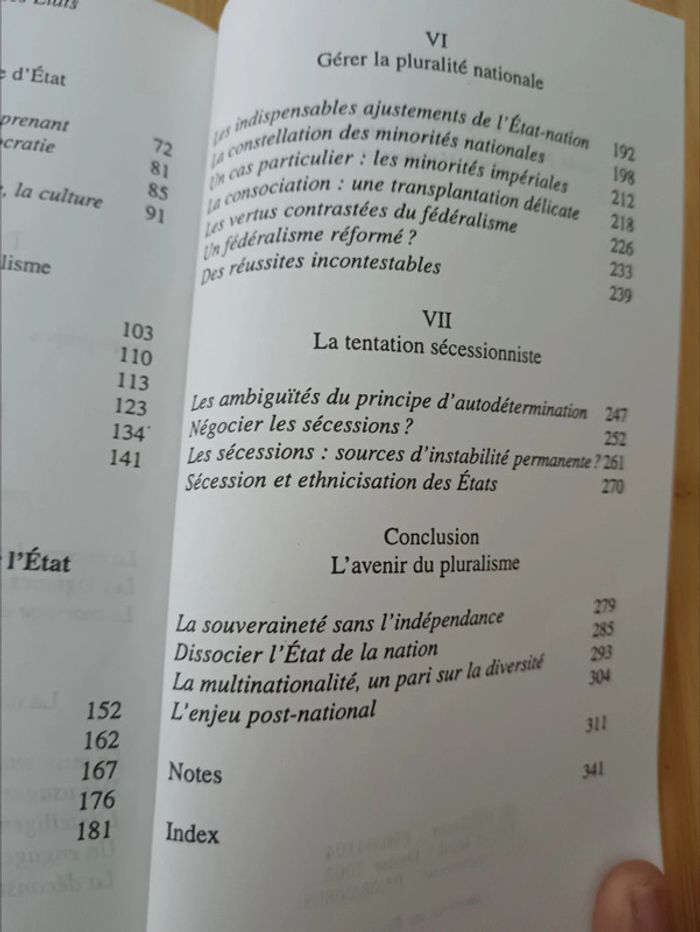 d'État
prenant
72
81
, la culture 85
91
lisme
103
110
113
123
134
141
l'État
152
162
167
176
181
VI
Gérer la pluralité nationale
Les indispensables ajustements de l'État-nation 192
La constellation des minorités nationales 198
Un cas particulier : les minorités impériales 212
La consociation : une transplantation délicate 218
Les vertus contrastées du fédéralisme 226
Un fédéralisme réformé ? 233
Des réussites incontestables 239
VII
La tentation sécessionniste
Les ambiguïtés du principe d'autodétermination 247
Négocier les sécessions ? 252
Les sécessions : sources d'instabilité permanente ? 261
Sécession et ethnicisation des États 270
Conclusion
L'avenir du pluralisme
La souveraineté sans l'indépendance 279
Dissocier l'État de la nation 285
La multinationalité, un pari sur la diversité 293
L'enjeu post-national 304
Notes 311
Index 341